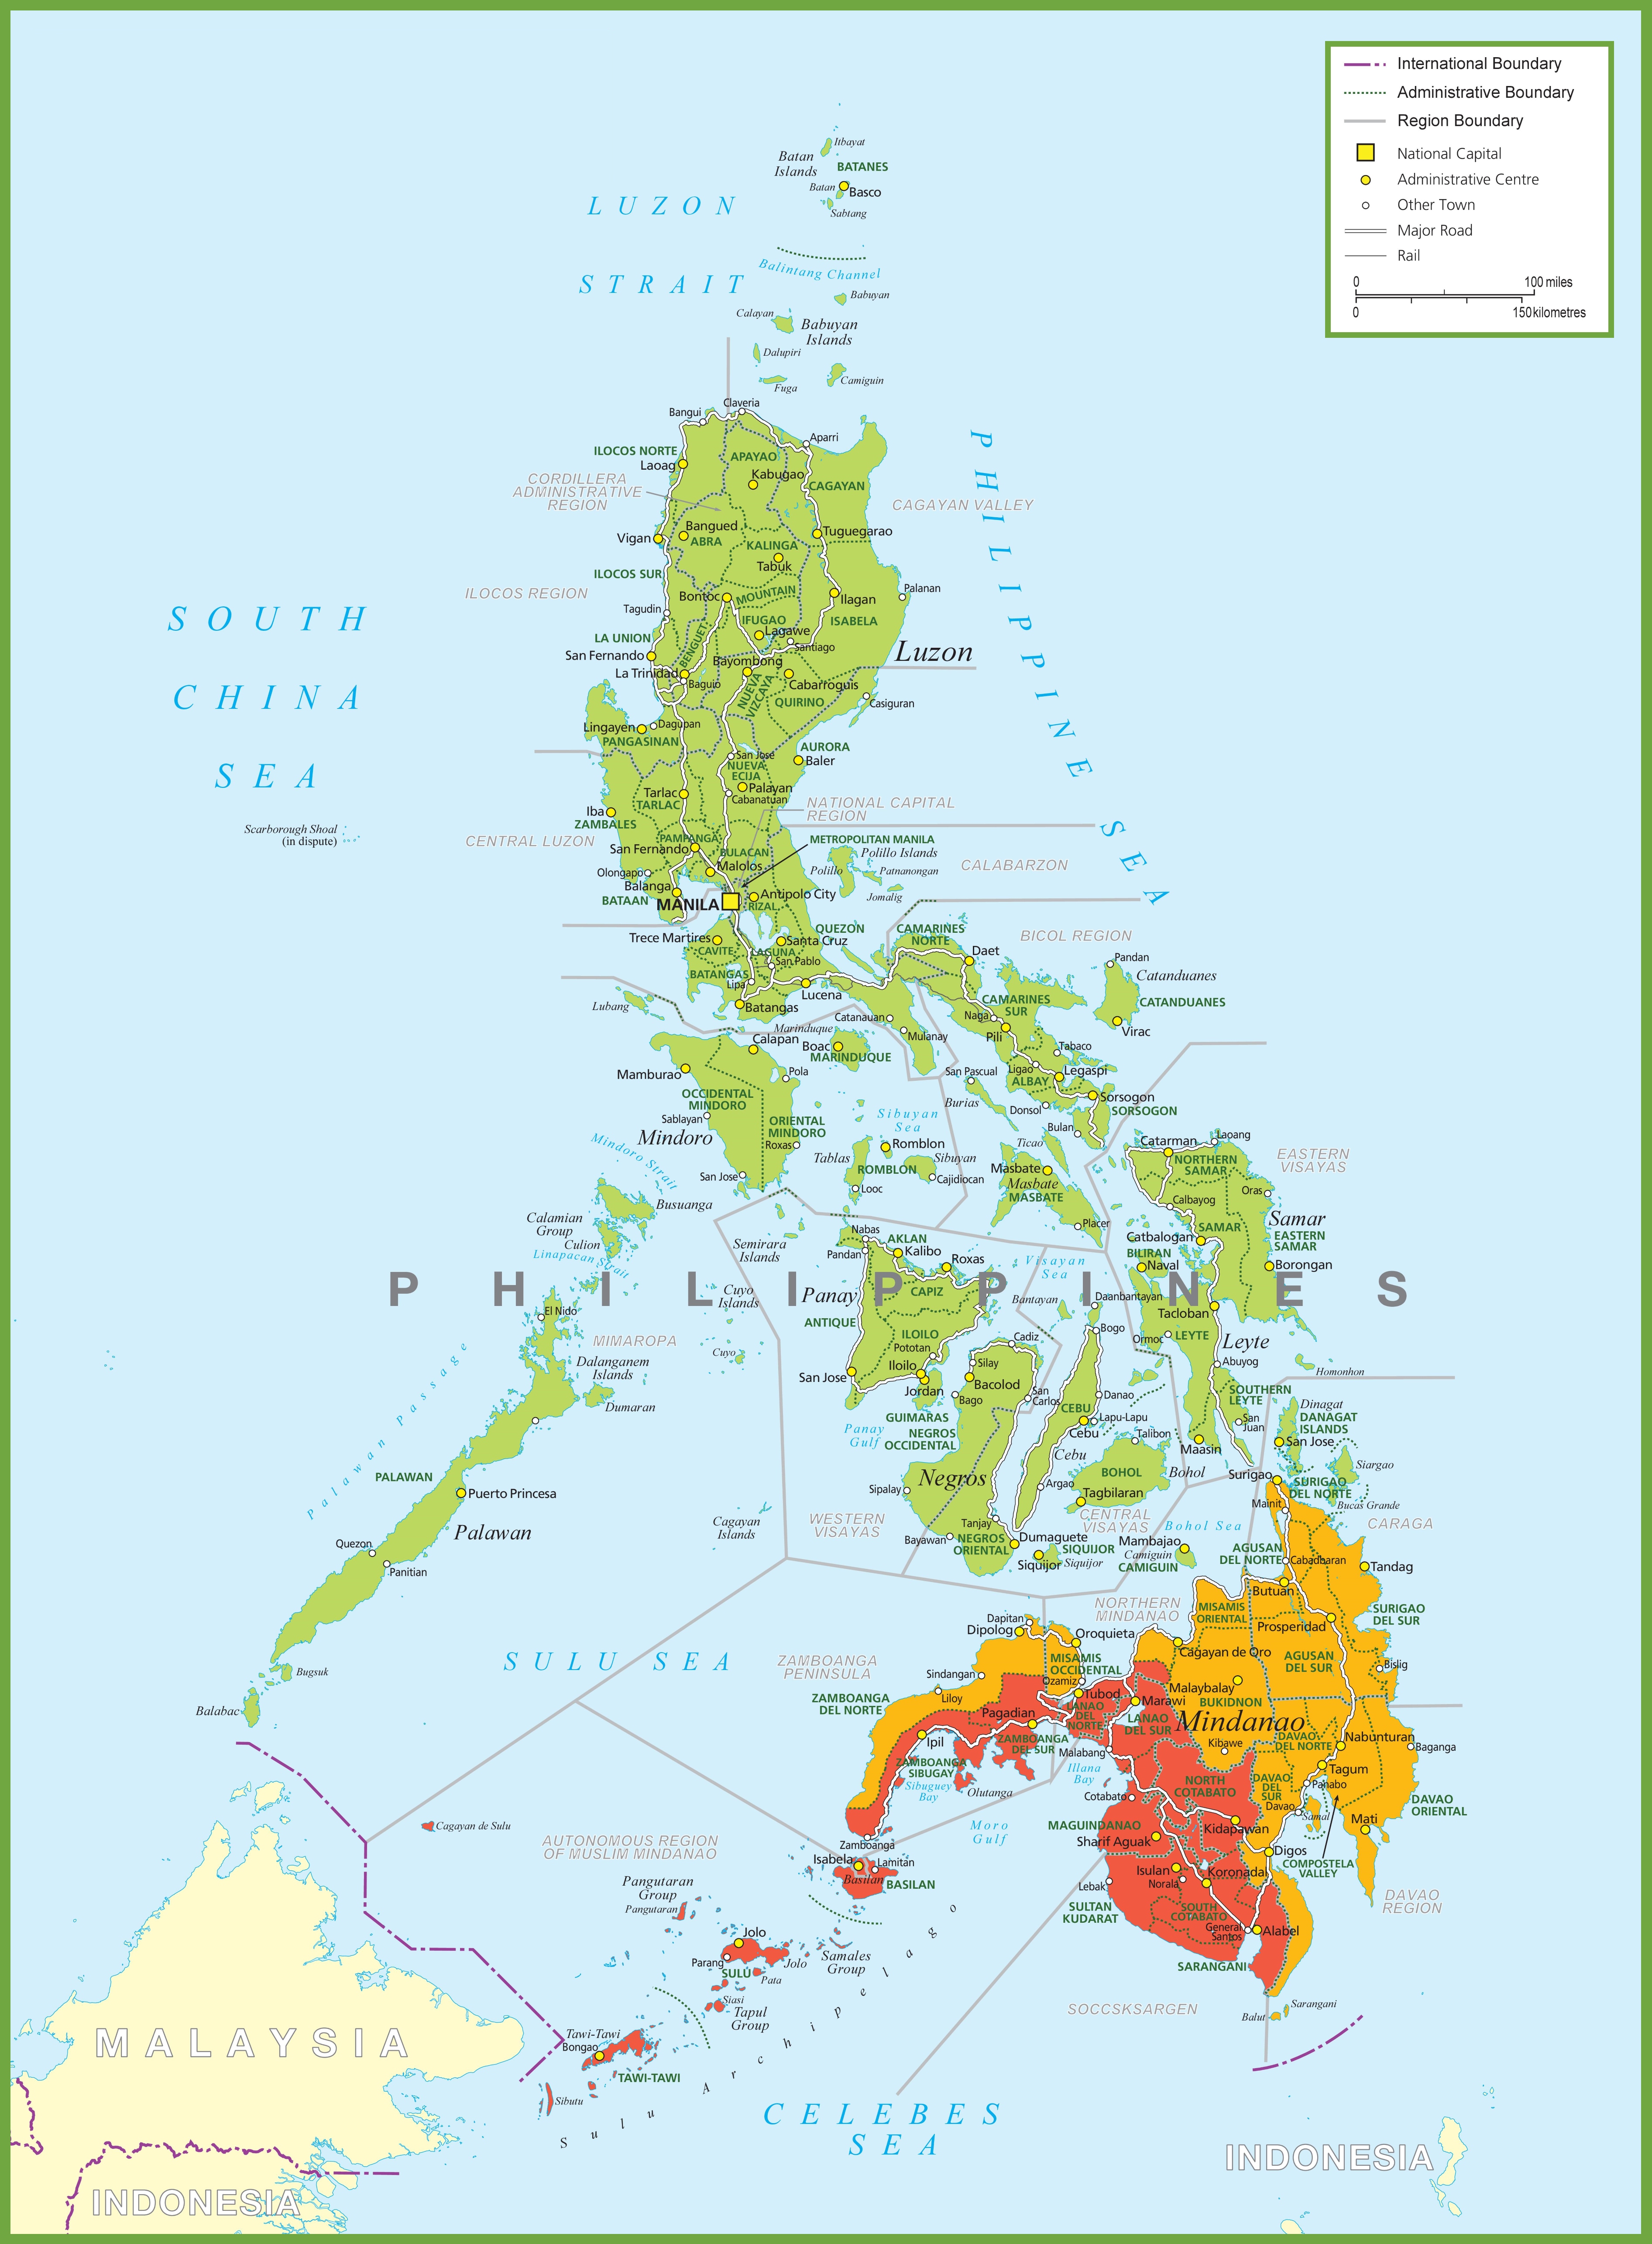 International Boundary
Administrative Boundary
Region Boundary
National Capital
Administrative Centre
Other Town
Major Road
Rail
0
100 miles
0
150kilometres
Itbayat
Batan
Islands
BATANES
Batan
Basco
Sabtang
LUZON
STRAIT
Balintang Channel
Babuyan
Calayan
Babuyan
Islands
Dalupiri
Fuga
Camiguin
Claveria
Bangui
Aparri
PHILIPPINE SEA
ILOCOS NORTE
Laoag
APAYAO
Kabugao
CORDILLERA
ADMINISTRATIVE
REGION
CAGAYAN
CAGAYAN VALLEY
Bangued
ABRA
Vigan
Tuguegarao
KALINGA
Tabuk
ILOCOS SUR
ILOCOS REGION
Bontoc
MOUNTAIN
Ilagan
Palanan
Tagudin
IFUGAO
Lagawe
ISABELA
SOUTH
CHINA
SEA
LA UNION
BENGUET
Santiago
San Fernando
Bayombong
Luzon
La Trinidad
Baguio
NUEVA
VIZCAYA
Cabarroguis
QUIRINO
Casiguran
Lingayen
Dagupan
PANGASINAN
AURORA
Baler
San Jose
NUEVA
ECIJA
Palayan
Cabanatuan
Tarlac
TARLAC
Iba
ZAMBALES
NATIONAL CAPITAL
REGION
Scarborough Shoal
(in dispute)
CENTRAL LUZON
PAMPANGA
San Fernando
BULACAN
METROPOLITAN MANILA
Polillo Islands
Malolos
Polillo
Patnanongan
CALABARZON
Olongapo
Balanga
Antipolo City
Jomalig
BATAAN
MANILA
RIZAL
QUEZON
CAMARINES
NORTE
BICOL REGION
Trece Martires
Santa Cruz
CAVITE
LAGUNA
San Pablo
Daet
Pandan
Catanduanes
BATANGAS
Lipa
Lucena
CAMARINES
SUR
CATANDUANES
Lubang
Batangas
Catanauan
Naga
Virac
Marinduque
Mulanay
Pili
Calapan
Boac
MARINDUQUE
Tabaco
Mamburao
Pola
San Pascual
Ligao
ALBAY
Legaspi
OCCIDENTAL
MINDORO
Burias
Donsol
Sorsogon
SORSOGON
Sablayan
ORIENTAL
MINDORO
Sibuyan
Sea
Bulan
Mindoro
Roxas
Romblon
Ticao
Catarman
Laoang
Mindoro Strait
Tablas
ROMBLON
Sibuyan
Cajidiocan
Masbate
Masbate
MASBATE
NORTHERN
SAMAR
EASTERN
VISAYAS
San Jose
Looc
Oras
Busuanga
Calbayog
Calamian
Group
Culion
Placer
SAMAR
Samar
Nabas
AKLAN
Catbalogan
EASTERN
SAMAR
Linapacan Strait
Semirara
Islands
Pandan
Kalibo
Roxas
Visayan
Sea
BILIRAN
Naval
Borongan
PHILIPPINES
Cuyo
Islands
Panay
CAPIZ
Bantayan
Daanbantayan
El Nido
Tacloban
ANTIQUE
ILOILO
Bogo
Ormoc
LEYTE
Leyte
MIMAROPA
Pototan
Cadiz
Cuyo
Silay
Abuyog
Dalanganem
Islands
Iloilo
Homonhon
San Jose
Jordan
Bacolod
San
Carlos
Danao
SOUTHERN
LEYTE
Dumaran
Bago
CEBU
Dinagat
DANAGAT
ISLANDS
GUIMARAS
Lapu-Lapu
San
Juan
Palawan Passage
Panay
Gulf
NEGROS
OCCIDENTAL
Cebu
Talibon
Maasin
San Jose
Cebu
PALAWAN
Negros
BOHOL
Bohol
Surigao
Siargao
Puerto Princesa
Sipalay
Argao
Tagbilaran
SURIGAO
DEL NORTE
Mainit
Bucas Grande
Palawan
Cagayan
Islands
WESTERN
VISAYAS
Tanjay
CENTRAL
VISAYAS
Bohol Sea
CARAGA
Quezon
Bayawan
NEGROS
ORIENTAL
Dumaguete
SIQUIJOR
Mambajao
AGUSAN
DEL NORTE
Panitian
Siquijor
Siquijor
Camiguin
CAMIGUIN
Cabadbaran
Tandag
Butuan
NORTHERN
MINDANAO
MISAMIS
ORIENTAL
SURIGAO
DEL SUR
Dapitan
Dipolog
Oroquieta
Prosperidad
SULU SEA
ZAMBOANGA
PENINSULA
MISAMIS
OCCIDENTAL
Cagayan de Oro
AGUSAN
DEL SUR
Bislig
Bugsuk
Sindangan
Ozamiz
Malaybalay
Balabac
ZAMBOANGA
DEL NORTE
Liloy
Tubod
Marawi
BUKIDNON
Pagadian
LANAO
DEL
NORTE
LANAO
DEL SUR
Mindanao
Ipil
ZAMBOANGA
DEL SUR
Malabang
Kibawe
DAVAO
DEL NORTE
Nabunturan
Baganga
ZAMBOANGA
SIBUGAY
Illana
Bay
Tagum
Sibuguey
Bay
Olutanga
NORTH
COTABATO
DAVAO
DEL
SUR
Panabo
Cotabato
Davao
Samal
DAVAO
ORIENTAL
Cagayan de Sulu
Moro
Gulf
MAGUINDANAO
Kidapawan
Mati
AUTONOMOUS REGION
OF MUSLIM MINDANAO
Zamboanga
Sharif Aguak
Digos
Isabela
Lamitan
Isulan
Koronadal
COMPOSTELA
VALLEY
Basilan
BASILAN
Lebak
Norala
Pangutaran
Group
Pangutaran
SULTAN
KUDARAT
SOUTH
COTABATO
DAVAO
REGION
Jolo
General
Santos
Alabel
Parang
Jolo
Samales
Group
SULU
Pata
SARANGANI
Siasi
Tapul
Group
SOCCSKSARGEN
Sarangani
Balut
Tawi-Tawi
Bongao
MALAYSIA
TAWI-TAWI
Sibutu
Sulu Archipelago
CELEBES
SEA
INDONESIA
INDONESIA